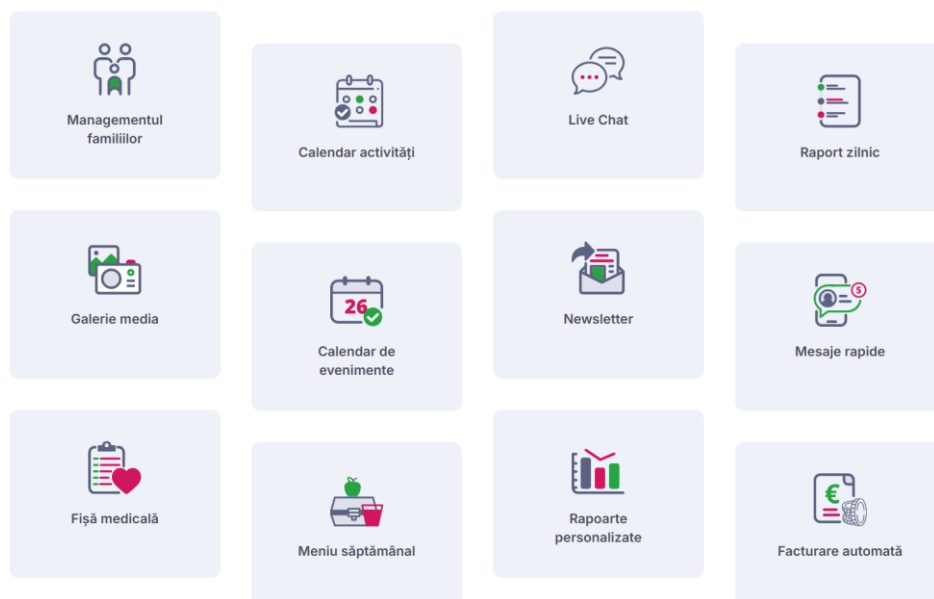 Managementul
familiilor
Calendar activități
Live Chat
Raport zilnic
Galerie media
26
Calendar de
evenimente
Newsletter
5
Mesaje rapide
Fișă medicală
Meniu săptămânal
Rapoarte
personalizate
€
Facturare automată